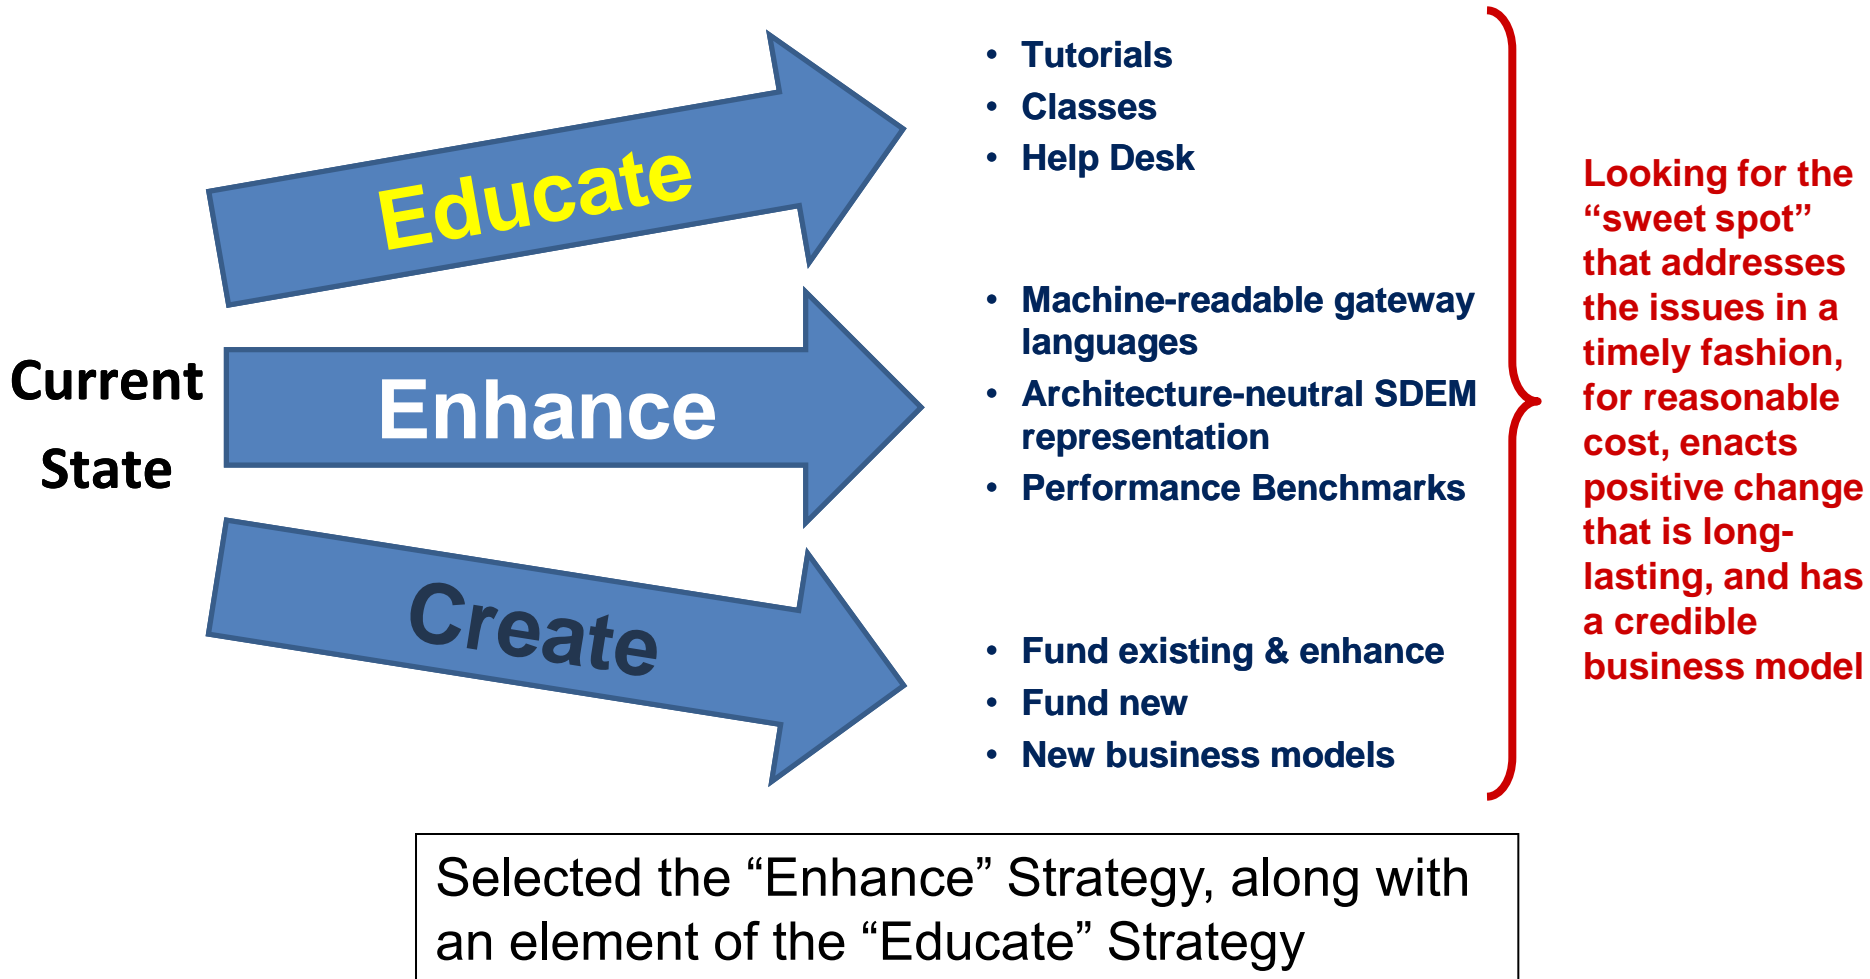 Current
State
Educate
• Tutorials
• Classes
• Help Desk
Enhance
• Machine-readable gateway
languages
• Architecture-neutral SDEM
representation
• Performance Benchmarks
Create
• Fund existing & enhance
• Fund new
• New business models
Looking for the
“sweet spot”
that addresses
the issues in a
timely fashion,
for reasonable
cost, enacts
positive change
that is long-
lasting, and has
a credible
business model
Selected the “Enhance” Strategy, along with
an element of the “Educate” Strategy